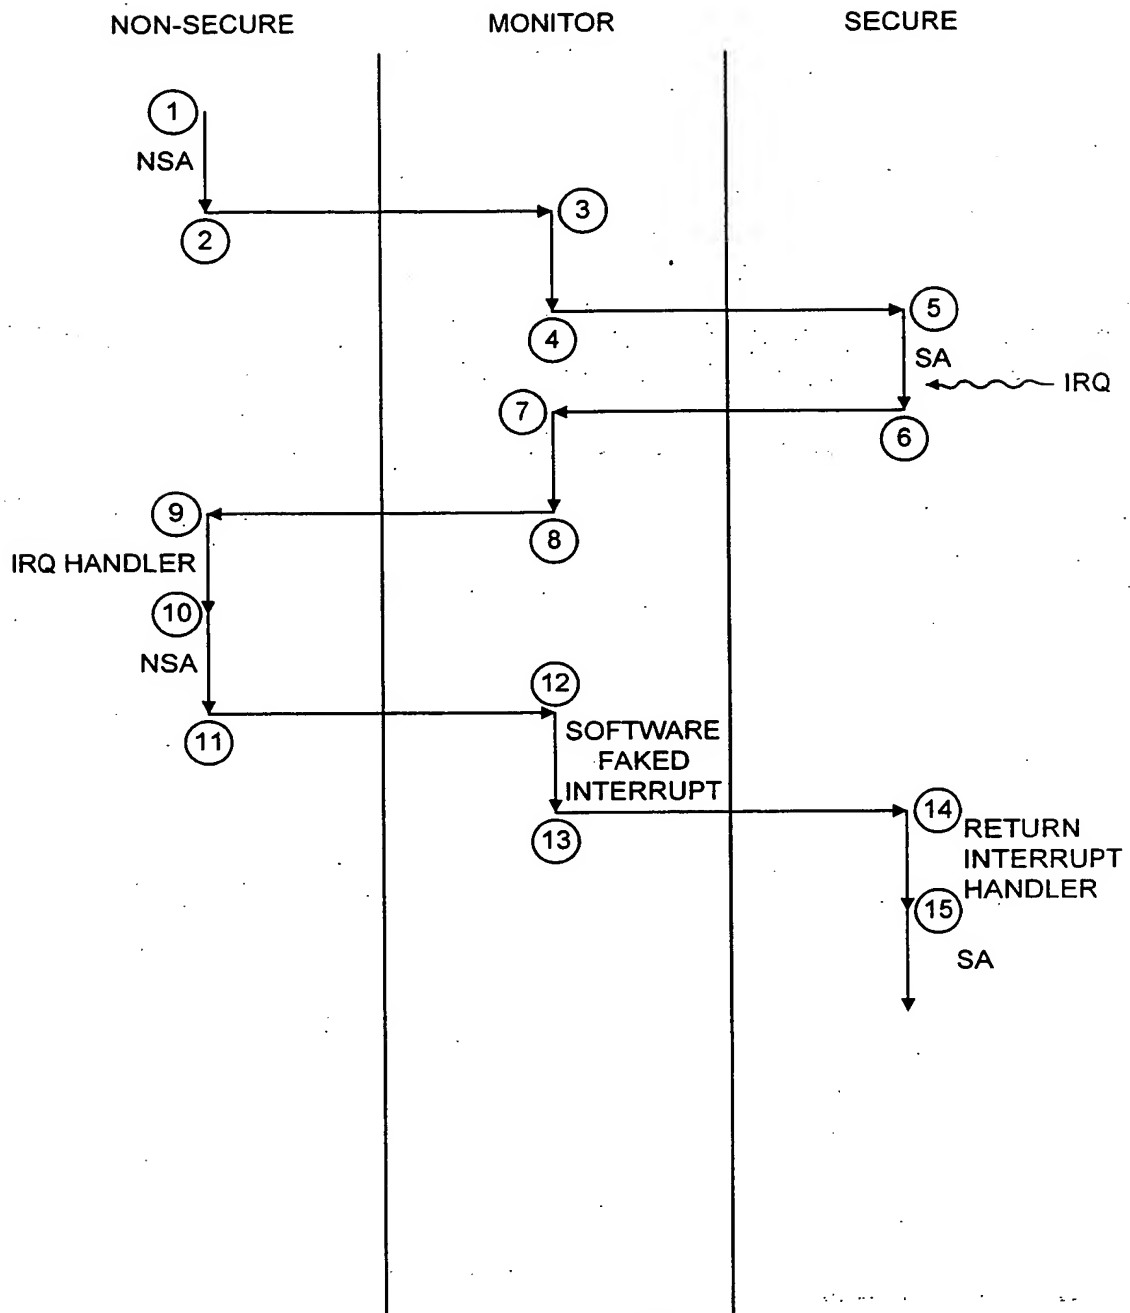 NON-SECURE
MONITOR
SECURE
1
NSA
2
3
4
5
SA
IRQ
6
7
8
9
IRQ HANDLER
10
NSA
11
12
SOFTWARE
FAKED
INTERRUPT
13
14
RETURN
INTERRUPT
HANDLER
15
SA